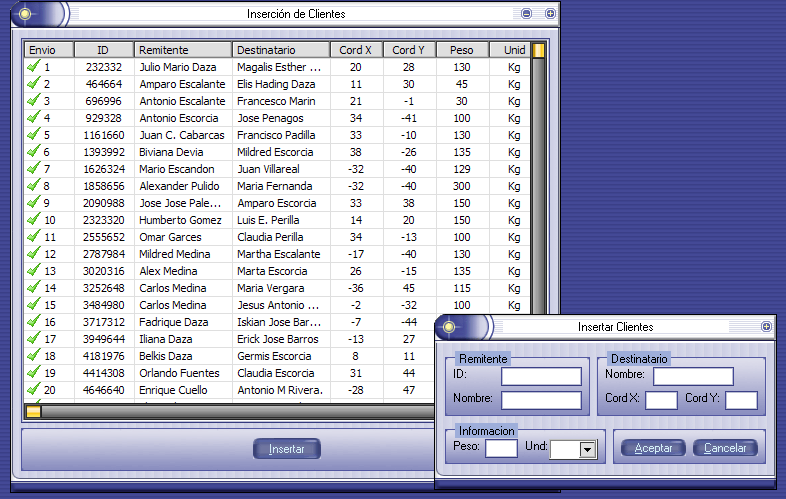 Inserción de Clientes
Envio ID Remitente Destinatario Cord X Cord Y Peso Unid
1 232332 Julio Mario Daza Magalis Esther ... 20 28 130 Kg
2 464664 Amparo Escalante Elis Hading Daza 11 30 45 Kg
3 696996 Antonio Escalante Francesco Marin 21 -1 30 Kg
4 929328 Antonio Escorcia Jose Penagos 34 -41 100 Kg
5 1161660 Juan C. Cabarcas Francisco Padilla 33 -10 130 Kg
6 1393992 Biviana Devia Mildred Escorcia 38 -26 135 Kg
7 1626324 Mario Escandon Juan Villareal -32 -40 129 Kg
8 1858656 Alexander Pulido Maria Fernanda -32 -40 300 Kg
9 2090988 Jose Jose Pale... Amparo Escorcia 33 38 150 Kg
10 2323320 Humberto Gomez Luis E. Perilla 14 20 150 Kg
11 2555652 Omar Garces Claudia Perilla 34 -13 100 Kg
12 2787984 Mildred Medina Martha Escalante -17 -40 130 Kg
13 3020316 Alex Medina Marta Escorcia 26 -15 135 Kg
14 3252648 Carlos Medina Maria Vergara -36 45 115 Kg
15 3484980 Carlos Medina Jesus Antonio ... -2 -32 100 Kg
16 3717312 Fadrique Daza Iskian Jose Bar... -7 -44
17 3949644 Iliana Daza Erick Jose Barros -13 27
18 4181976 Belkis Daza Germis Escorcia 8 11
19 4414308 Orlando Fuentes Claudia Escorcia 31 44
20 4646640 Enrique Cuello Antonio M Rivera. -28 47
Insertar
Insertar Clientes
Remitente
ID:
Nombre:
Destinatario
Nombre:
Cord X: Cord Y:
Informacion
Peso: Und:
Aceptar Cancelar